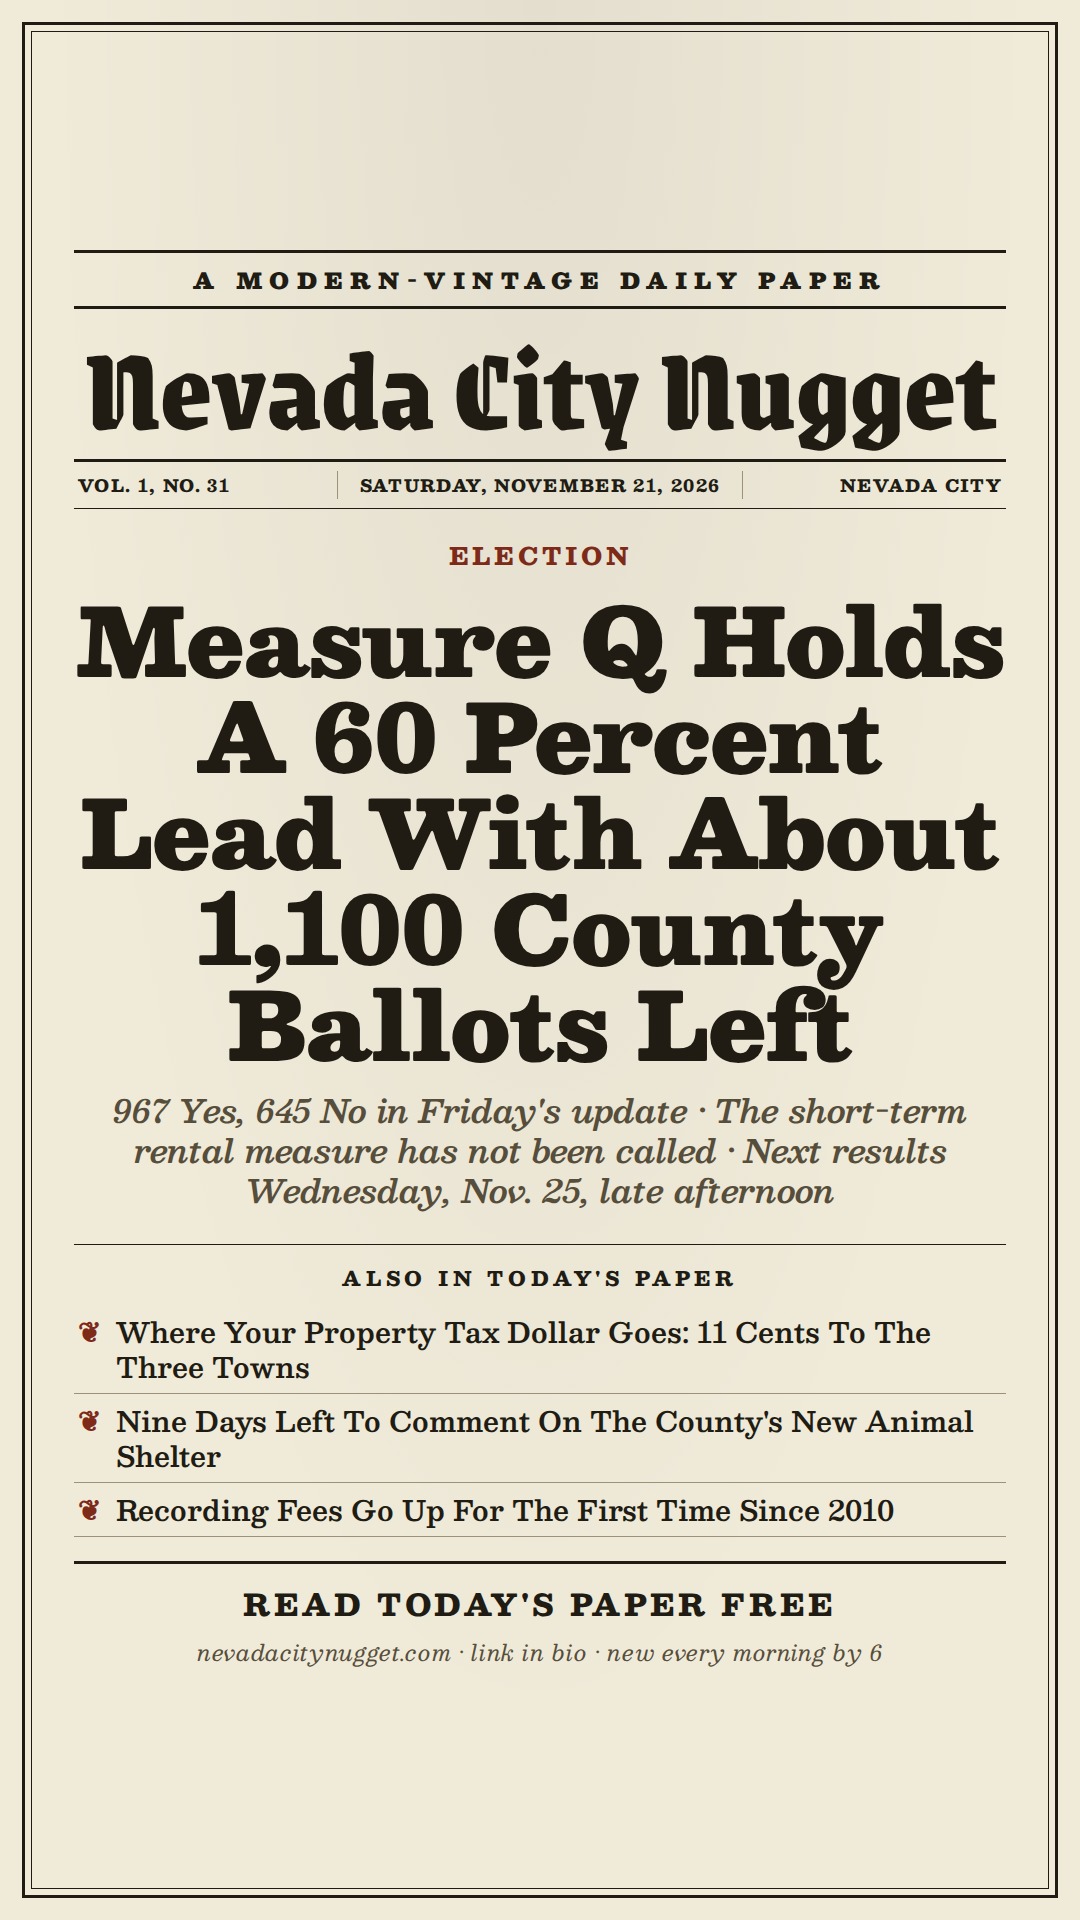 A MODERN-VINTAGE DAILY PAPER
Nevada City Nugget
VOL. 1, NO. 31
SATURDAY, NOVEMBER 21, 2026
NEVADA CITY
ELECTION
Measure Q Holds
A 60 Percent
Lead With About
1,100 County
Ballots Left
967 Yes, 645 No in Friday's update · The short-term
rental measure has not been called · Next results
Wednesday, Nov. 25, late afternoon
ALSO IN TODAY'S PAPER
❦ Where Your Property Tax Dollar Goes: 11 Cents To The
Three Towns
❦ Nine Days Left To Comment On The County's New Animal
Shelter
❦ Recording Fees Go Up For The First Time Since 2010
READ TODAY'S PAPER FREE
nevadacitynugget.com · link in bio · new every morning by 6